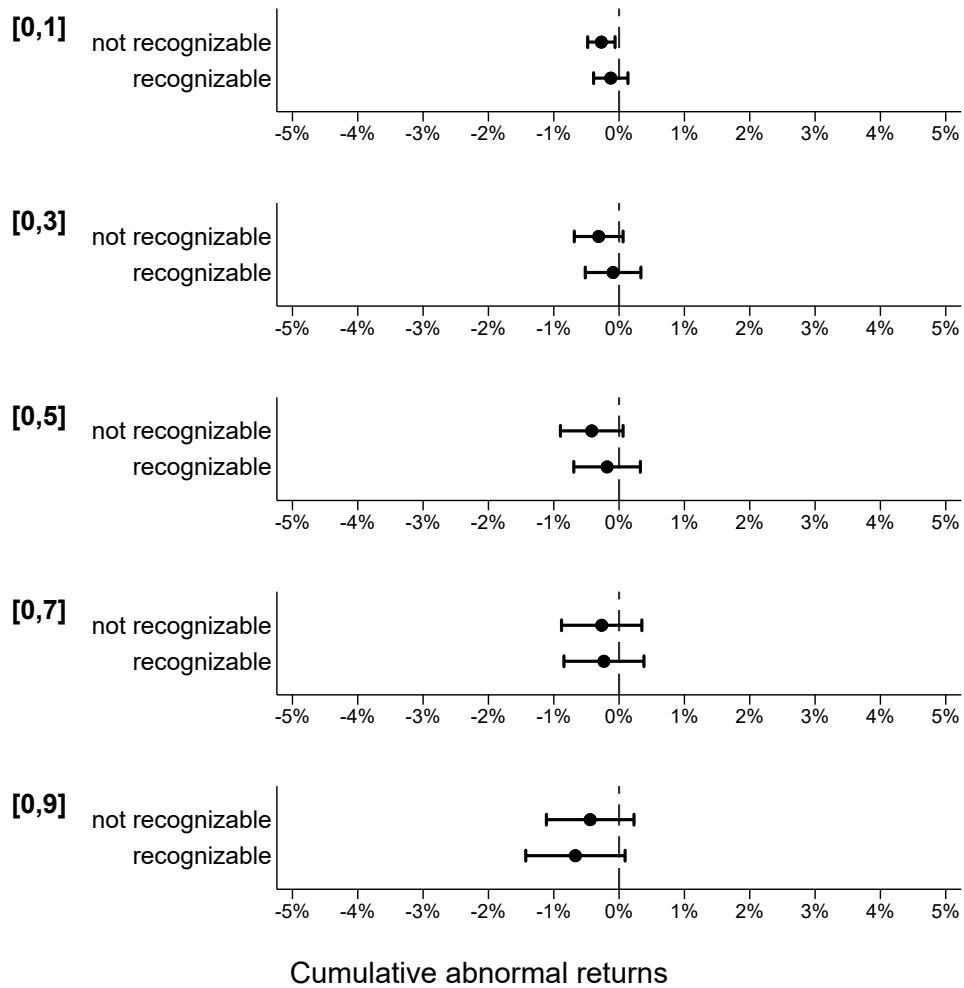 [0,1]
not recognizable
recognizable
-5% -4% -3% -2% -1% 0% 1% 2% 3% 4% 5%
[0,3]
not recognizable
recognizable
-5% -4% -3% -2% -1% 0% 1% 2% 3% 4% 5%
[0,5]
not recognizable
recognizable
-5% -4% -3% -2% -1% 0% 1% 2% 3% 4% 5%
[0,7]
not recognizable
recognizable
-5% -4% -3% -2% -1% 0% 1% 2% 3% 4% 5%
[0,9]
not recognizable
recognizable
-5% -4% -3% -2% -1% 0% 1% 2% 3% 4% 5%
Cumulative abnormal returns